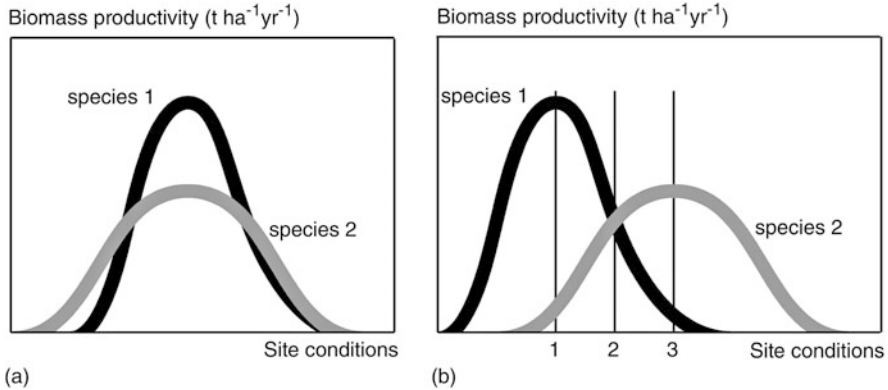 Biomass productivity (t ha⁻¹yr⁻¹)
species 1
species 2
Site conditions
(a)
Biomass productivity (t ha⁻¹yr⁻¹)
species 1
species 2
1 2 3 Site conditions
(b)